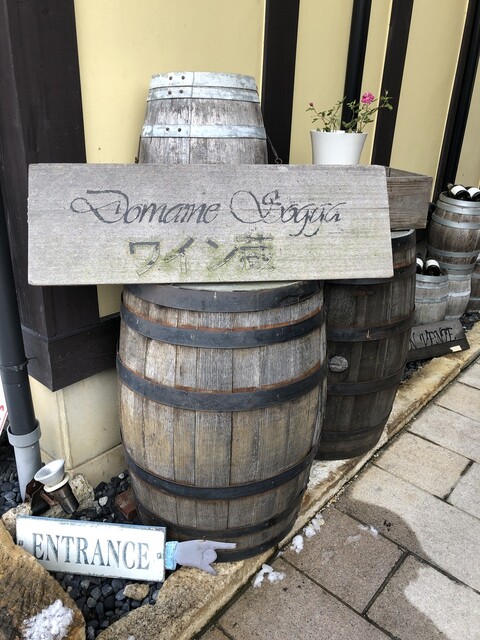 Domaine Sogga
ワイン蔵
ENTRANCE